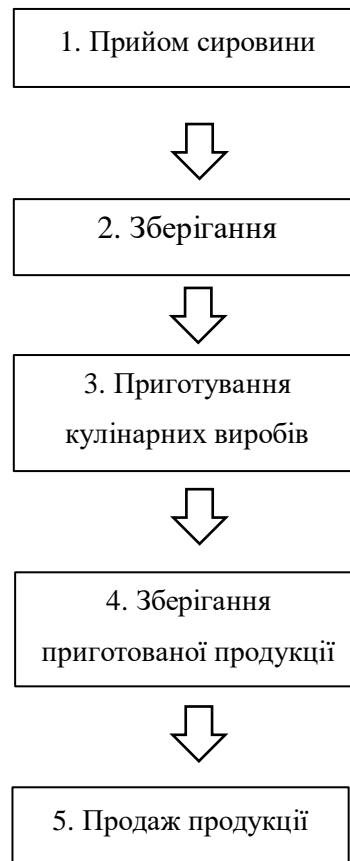 1. Прийом сировини
2. Зберігання
3. Приготування
кулінарних виробів
4. Зберігання
приготованої продукції
5. Продаж продукції